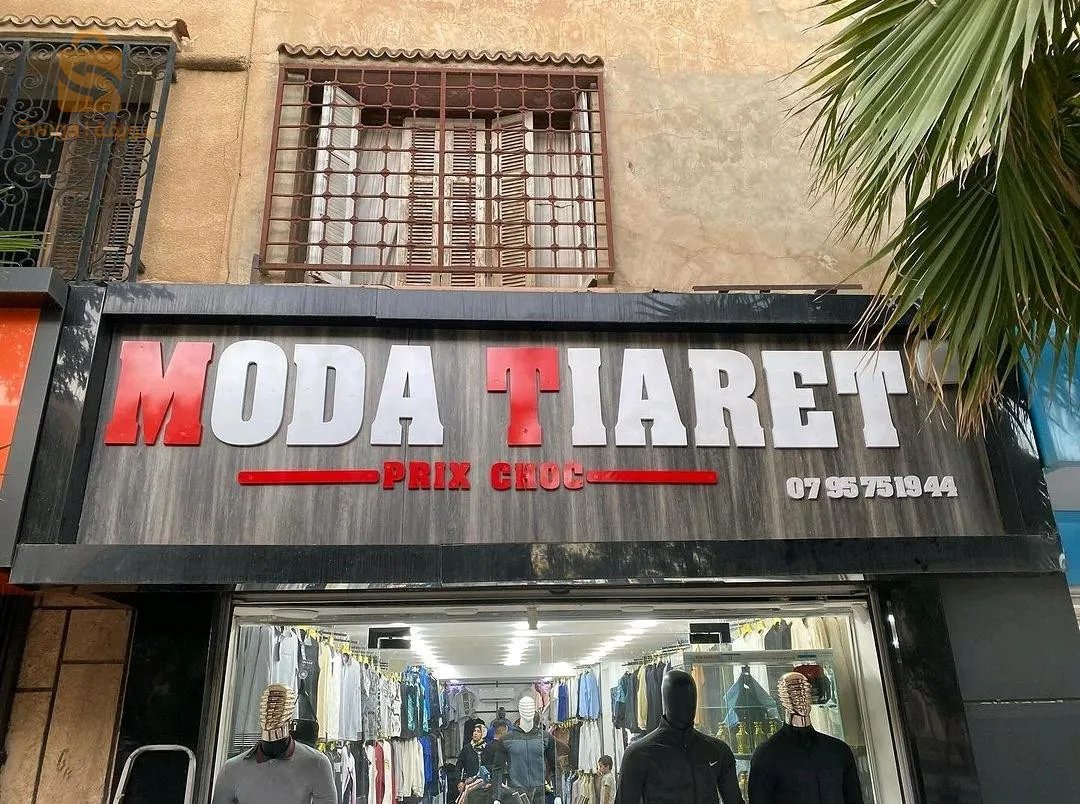 MODA TIARET
PRIX CHOC
07 95 75 19 44